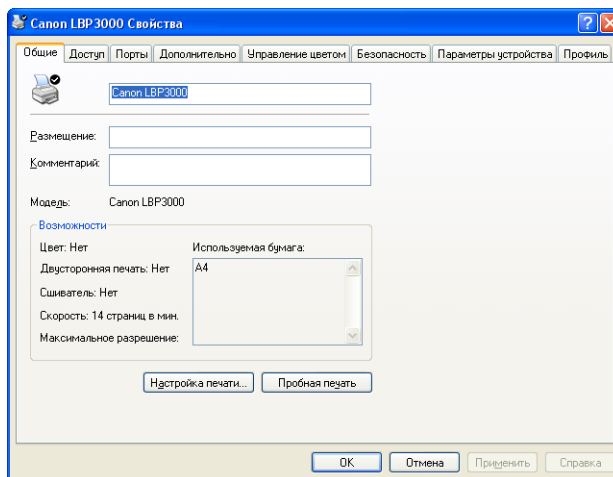 Canon LBP3000 Свойства
Общие Доступ Порты Дополнительно Управление цветом Безопасность Параметры устройства Профиль
Canon LBP3000
Размещение:
Комментарий:
Модель: Canon LBP3000
Возможности
Цвет: Нет Используемая бумага:
Двусторонняя печать: Нет A4
Сшиватель: Нет
Скорость: 14 страниц в мин.
Максимальное разрешение:
Настройка печати... Пробная печать
OK Отмена Применить Справка